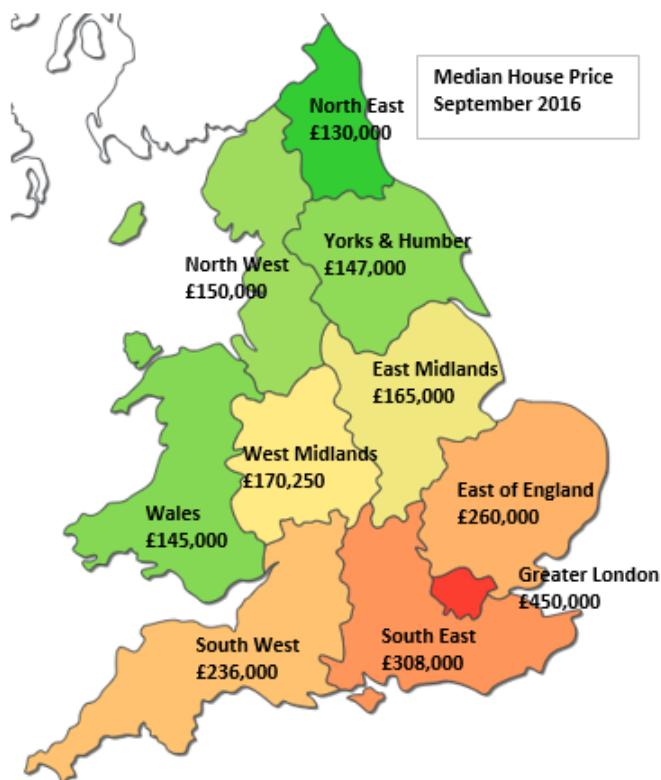 Median House Price
September 2016
North East
£130,000
Yorks & Humber
£147,000
North West
£150,000
East Midlands
£165,000
West Midlands
£170,250
East of England
£260,000
Wales
£145,000
Greater London
£450,000
South West
£236,000
South East
£308,000